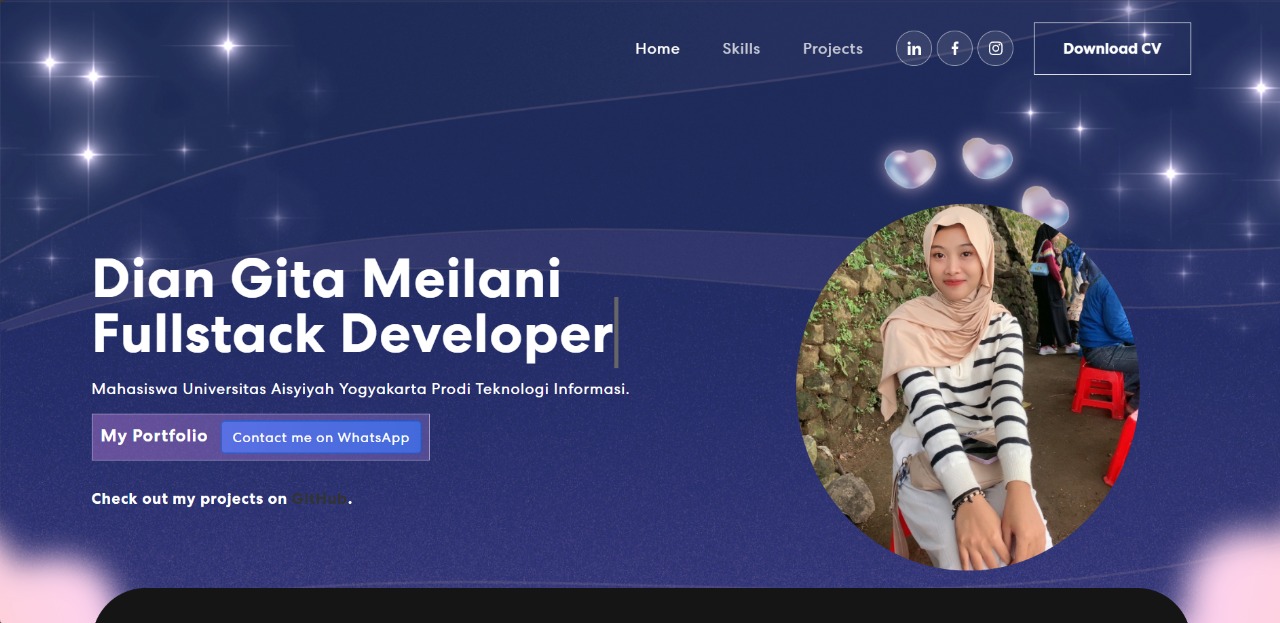 Home Skills Projects in f Download CV
Dian Gita Meilani
Fullstack Developer
Mahasiswa Universitas Aisyiyah Yogyakarta Prodi Teknologi Informasi.
My Portfolio Contact me on WhatsApp
Check out my projects on GitHub.